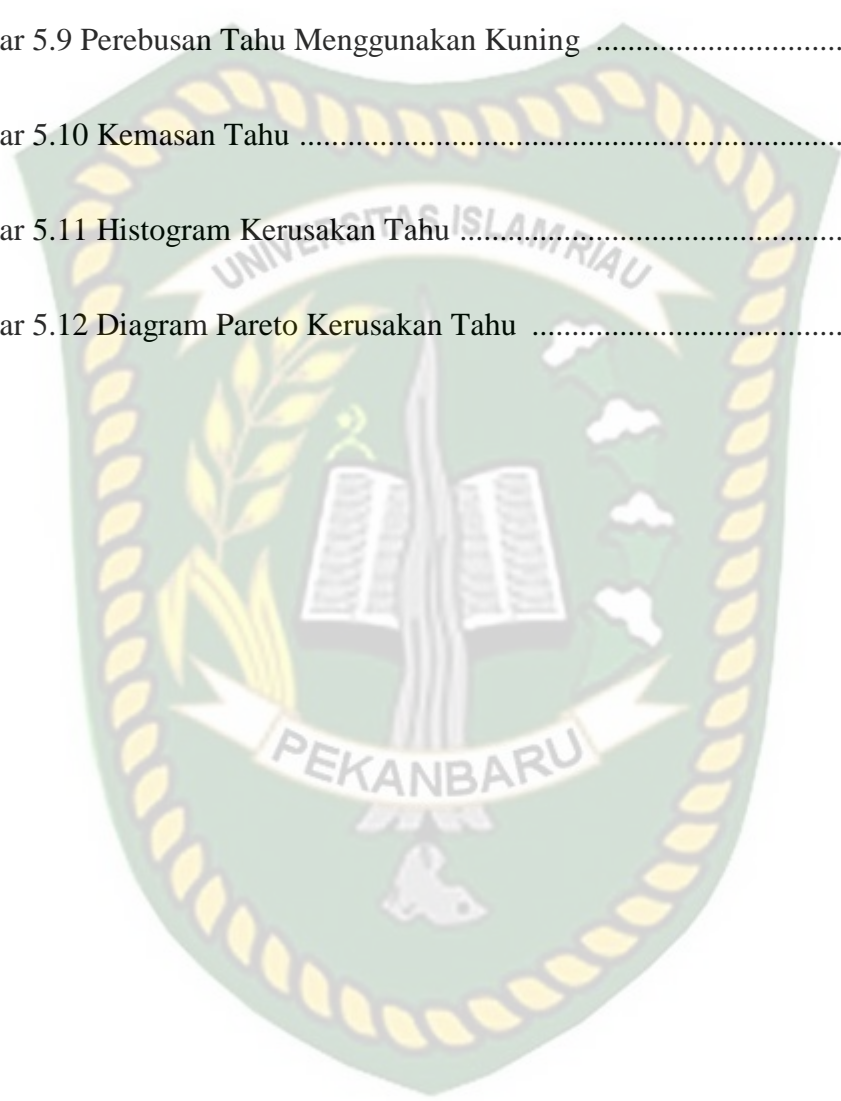 ar 5.9 Perebusan Tahu Menggunakan Kuning ................................
ar 5.10 Kemasan Tahu ....................................................................
ar 5.11 Histogram Kerusakan Tahu ................................................
ar 5.12 Diagram Pareto Kerusakan Tahu .......................................
UNIVERSITAS ISLAM RIAU
PEKANBARU